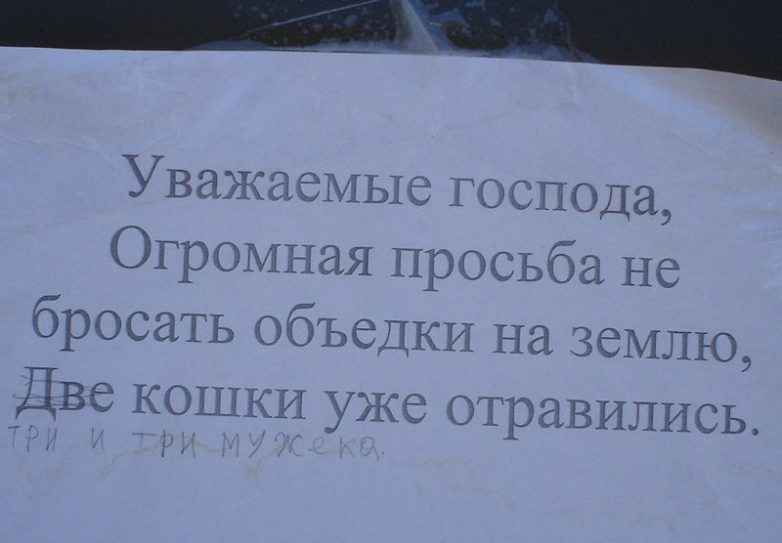 Уважаемые господа,
Огромная просьба не
бросать объедки на землю,
Две кошки уже отравились.
ТРИ И ТРИ МУЖЕКА.